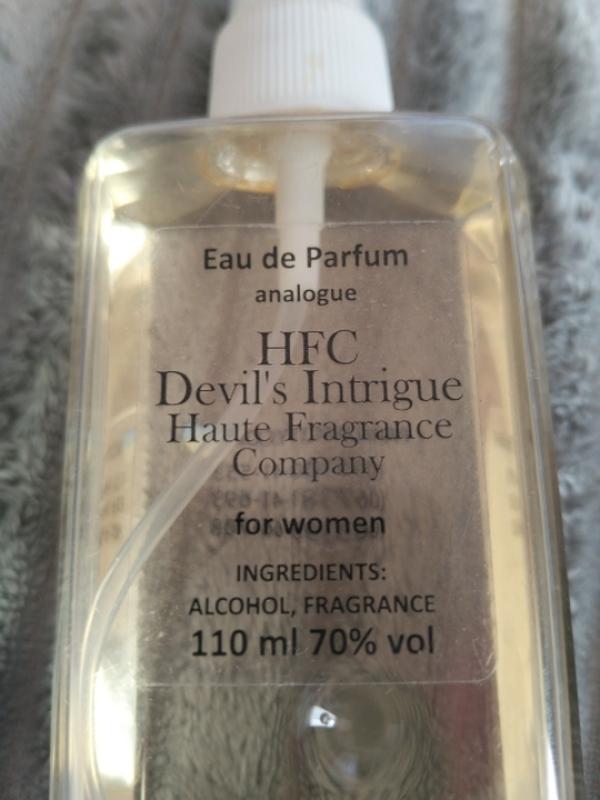 Eau de Parfum
analogue
HFC
Devil's Intrigue
Haute Fragrance
Company
for women
INGREDIENTS:
ALCOHOL, FRAGRANCE
110 ml 70% vol